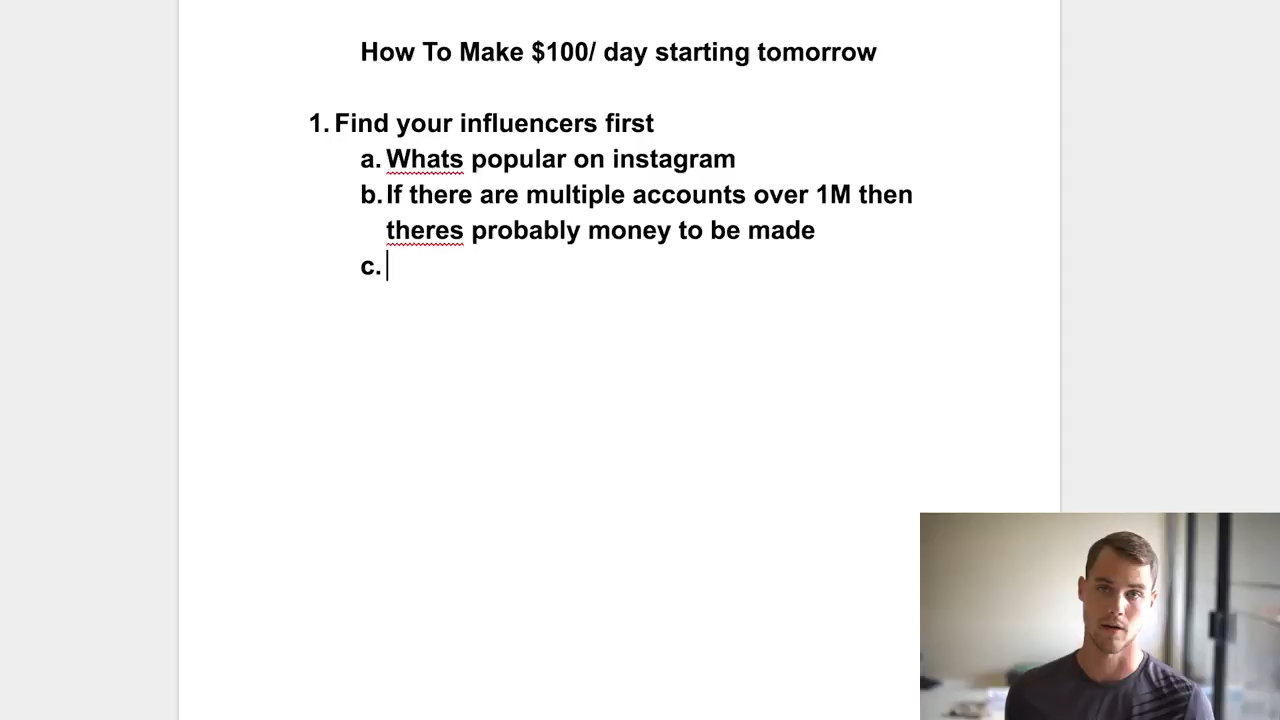 How To Make $100/ day starting tomorrow
1. Find your influencers first
a. Whats popular on instagram
b. If there are multiple accounts over 1M then
theres probably money to be made
c.